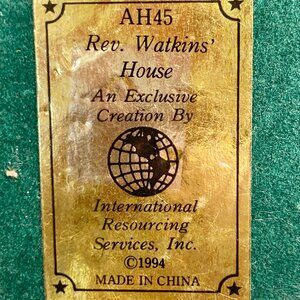 AH45
Rev. Watkins'
House
An Exclusive
Creation By
International
Resourcing
Services, Inc.
©1994
MADE IN CHINA